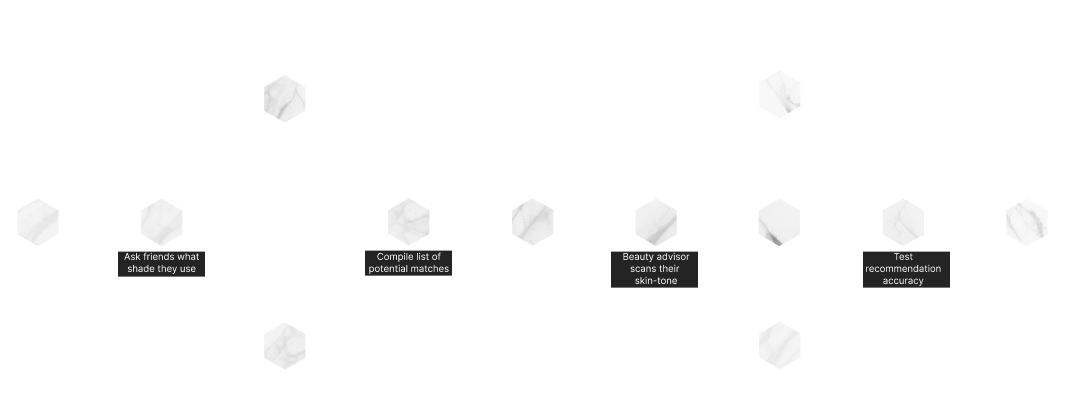 Ask friends what
shade they use
Compile list of
potential matches
Beauty advisor
scans their
skin-tone
Test
recommendation
accuracy